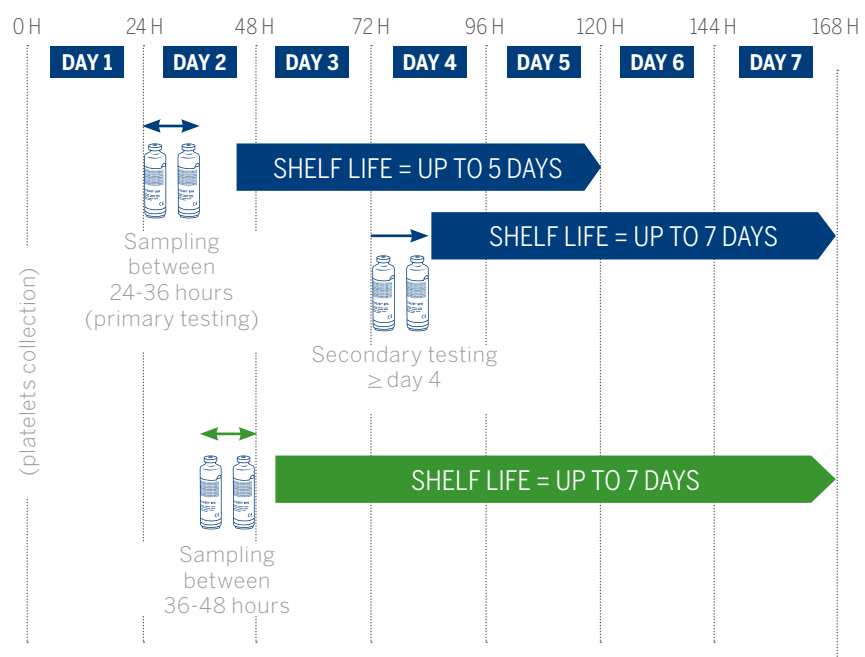 0 H 24 H 48 H 72 H 96 H 120 H 144 H 168 H
DAY 1 DAY 2 DAY 3 DAY 4 DAY 5 DAY 6 DAY 7
SHELF LIFE = UP TO 5 DAYS
SHELF LIFE = UP TO 7 DAYS
Sampling
between
24-36 hours
(primary testing)
(platelets collection)
Secondary testing
≥ day 4
SHELF LIFE = UP TO 7 DAYS
Sampling
between
36-48 hours